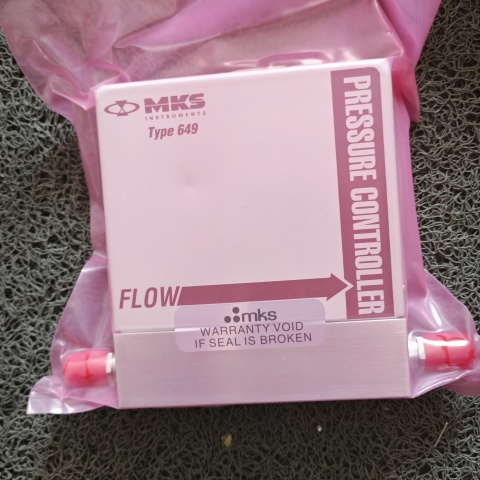 MKS
INSTRUMENTS
Type 649
PRESSURE CONTROLLER
FLOW
mks
WARRANTY VOID
IF SEAL IS BROKEN